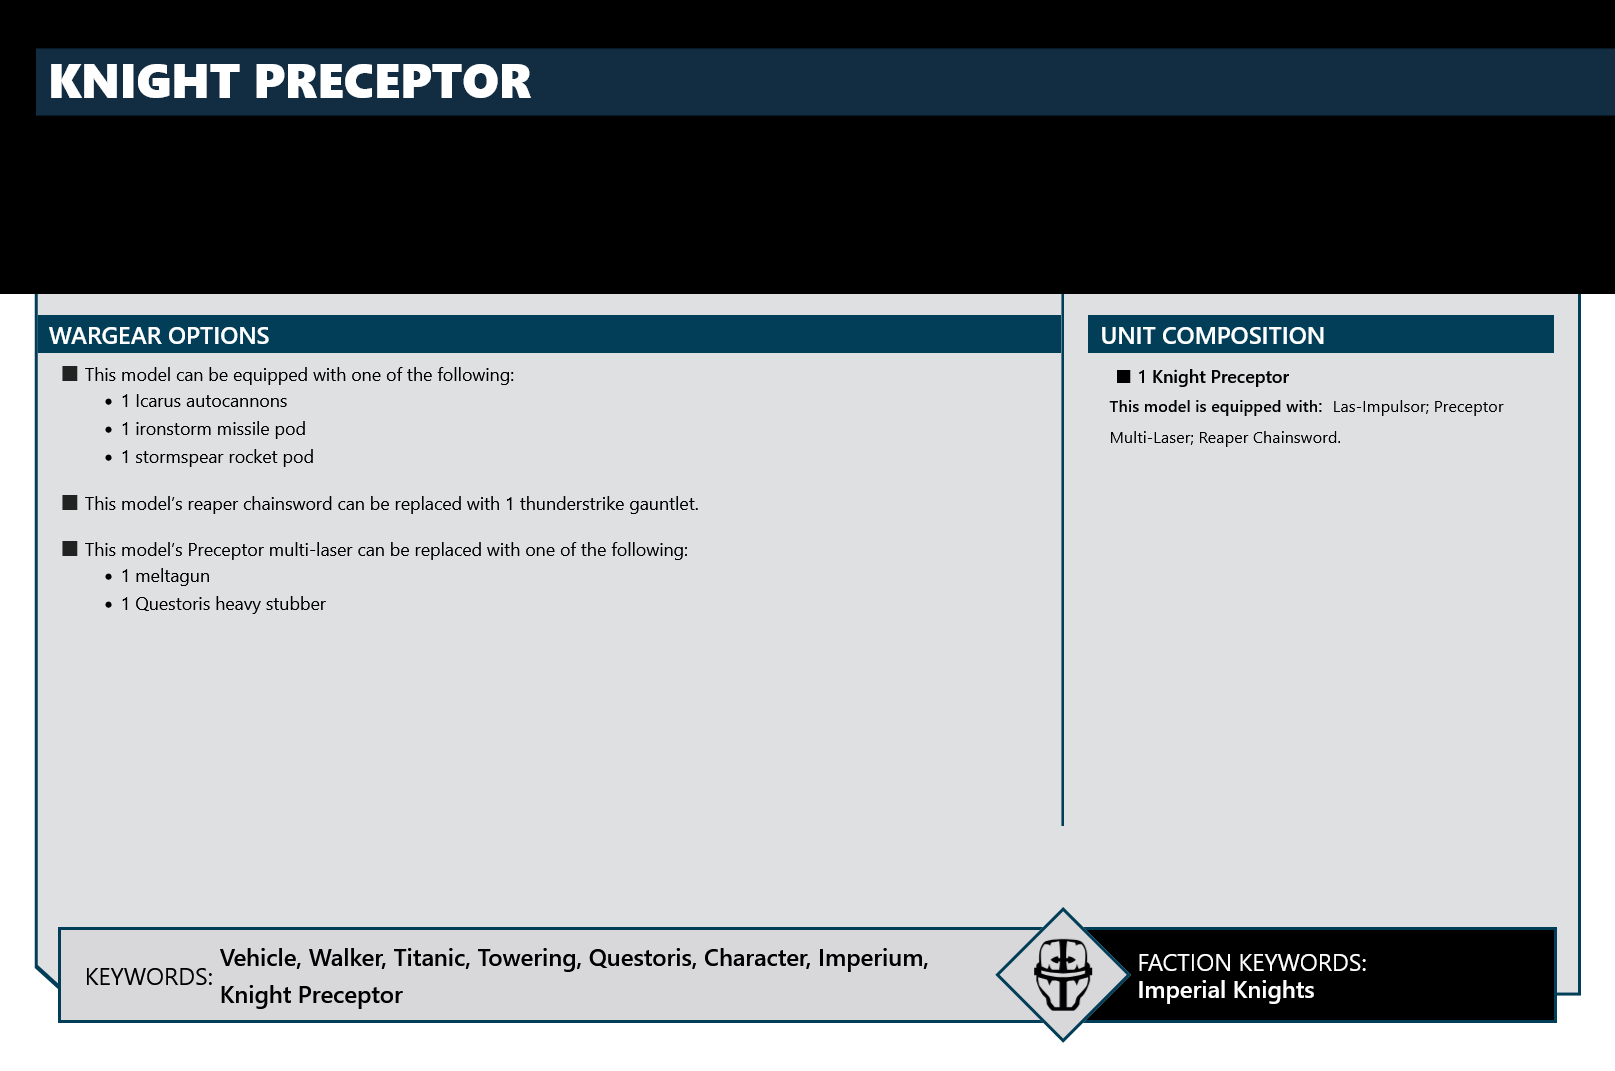 KNIGHT PRECEPTOR
WARGEAR OPTIONS
■ This model can be equipped with one of the following:
• 1 Icarus autocannons
• 1 ironstorm missile pod
• 1 stormspear rocket pod
■ This model's reaper chainsword can be replaced with 1 thunderstrike gauntlet.
■ This model's Preceptor multi-laser can be replaced with one of the following:
• 1 meltagun
• 1 Questoris heavy stubber
UNIT COMPOSITION
■ 1 Knight Preceptor
This model is equipped with: Las-Impulsor; Preceptor
Multi-Laser; Reaper Chainsword.
KEYWORDS: Vehicle, Walker, Titanic, Towering, Questoris, Character, Imperium,
Knight Preceptor
FACTION KEYWORDS:
Imperial Knights